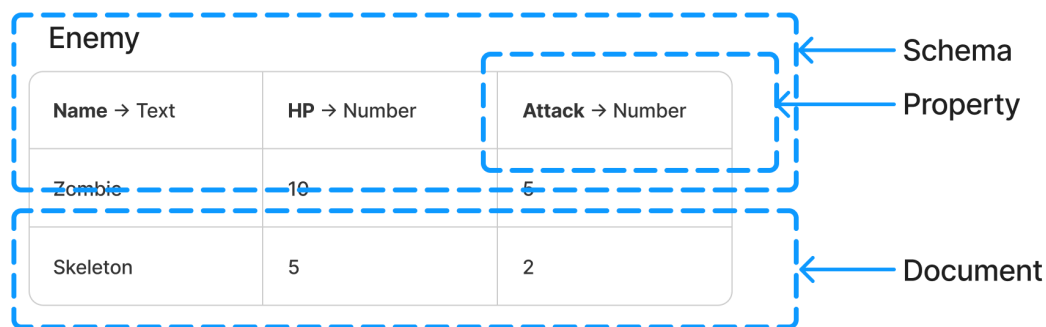 Enemy
Schema
Name → Text HP → Number Attack → Number
Property
Zombie 10 5
Skeleton 5 2
Document